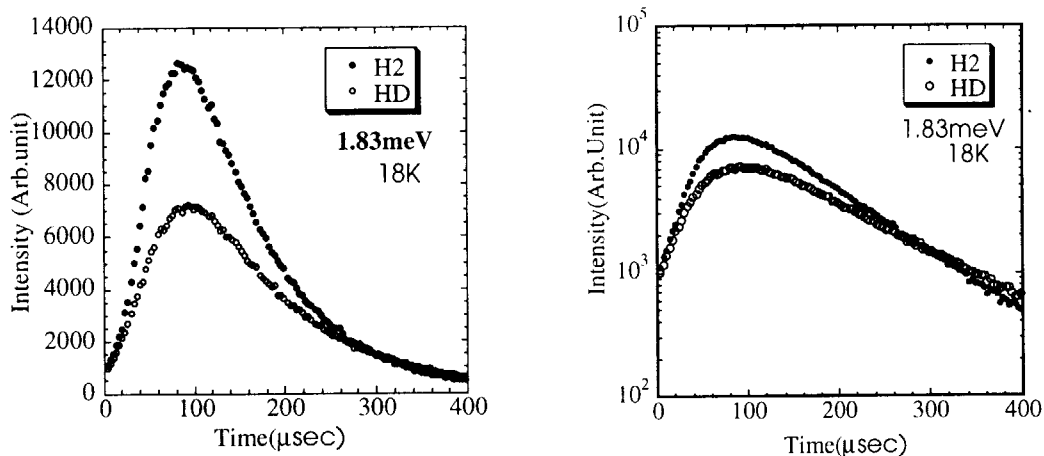 14000
12000
10000
8000
6000
4000
2000
0
Intensity (Arb.unit)
H2
HD
1.83meV
18K
0
100
200
300
400
Time(μsec)
10^5
10^4
10^3
10^2
Intensity(Arb.Unit)
H2
HD
1.83meV
18K
0
100
200
300
400
Time(μsec)